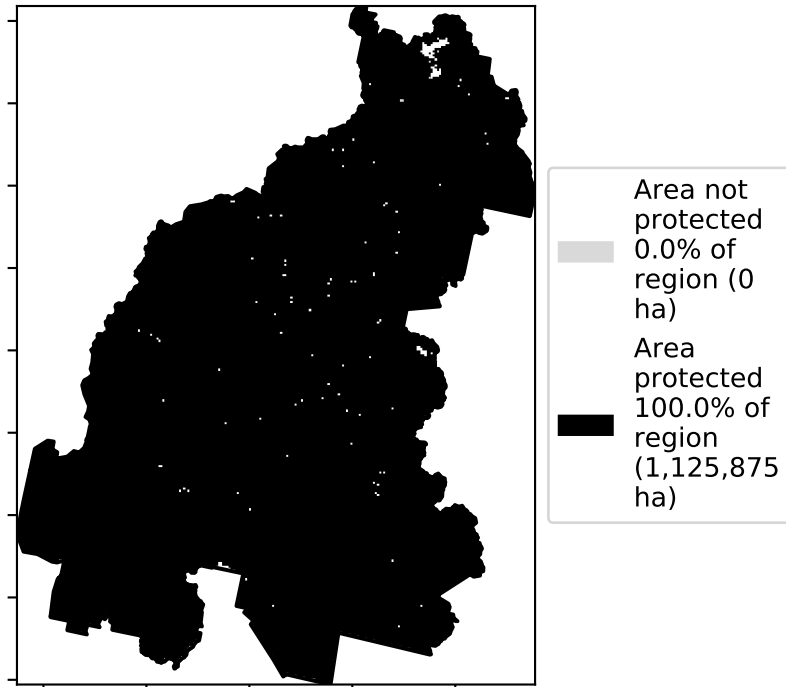 Area not
protected
0.0% of
region (0
ha)
Area
protected
100.0% of
region
(1,125,875
ha)